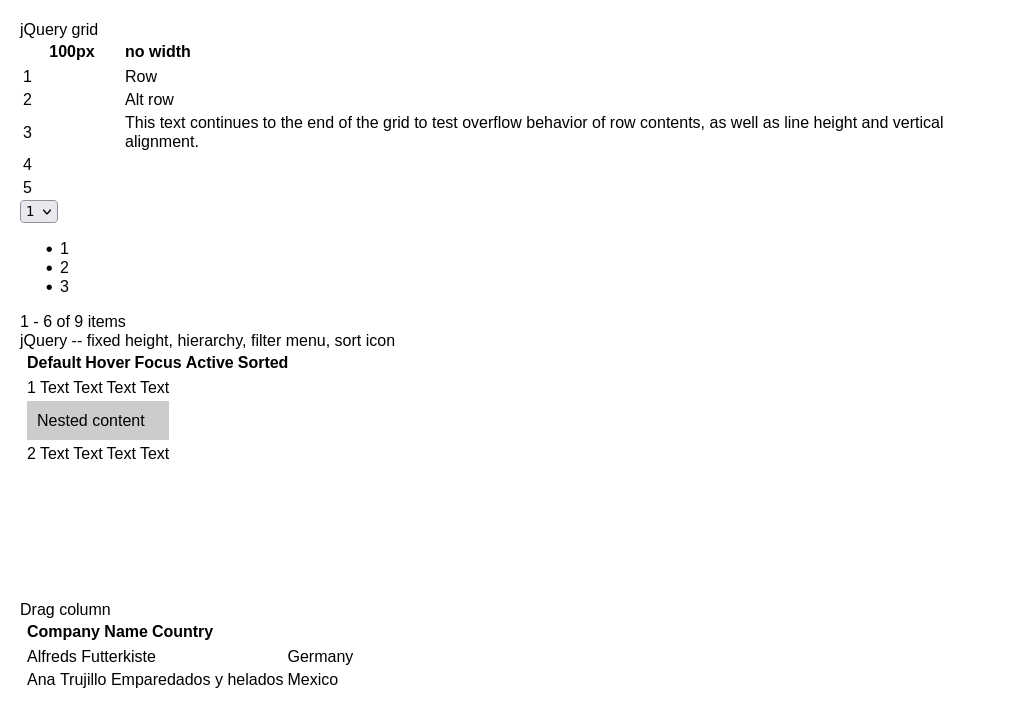 jQuery grid
100px no width
1 Row
2 Alt row
3 This text continues to the end of the grid to test overflow behavior of row contents, as well as line height and vertical
alignment.
4
5
1
• 1
• 2
• 3
1 - 6 of 9 items
jQuery -- fixed height, hierarchy, filter menu, sort icon
Default Hover Focus Active Sorted
1 Text Text Text Text
Nested content
2 Text Text Text Text
Drag column
Company Name Country
Alfreds Futterkiste Germany
Ana Trujillo Emparedados y helados Mexico